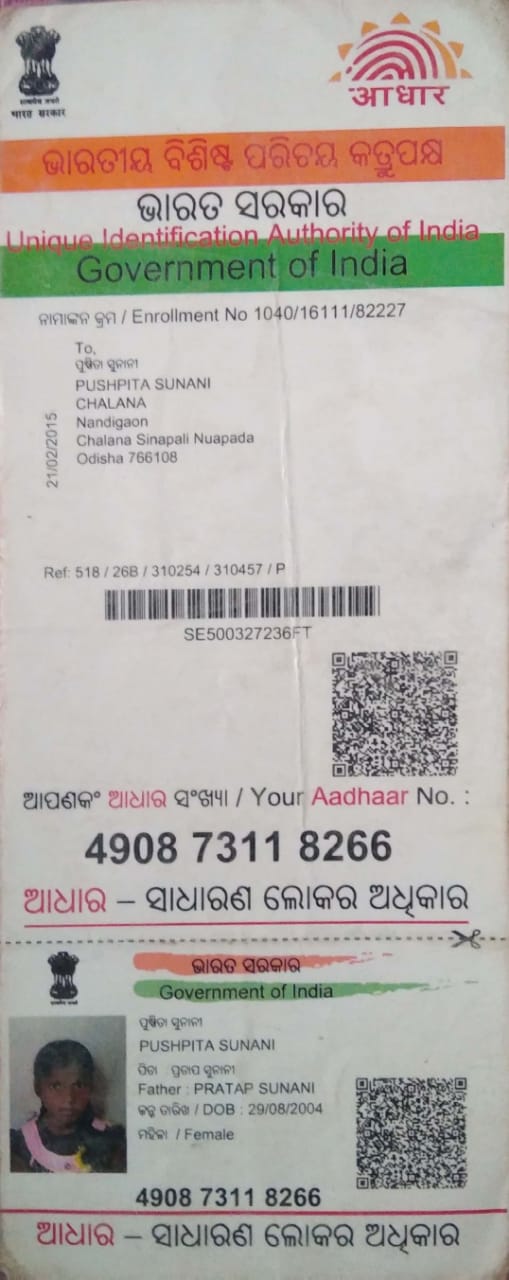 भारत सरकार
आधार
ଭାରତୀୟ ବିଶିଷ୍ଟ ପରିଚୟ କର୍ତ୍ତୃପକ୍ଷ
ଭାରତ ସରକାର
Unique Identification Authority of India
Government of India
ନାମାଙ୍କନ କ୍ରମ / Enrollment No 1040/16111/82227
To,
ପୁଷ୍ପିତା ସୁନାନୀ
PUSHPITA SUNANI
CHALANA
Nandigaon
Chalana Sinapali Nuapada
Odisha 766108
21/02/2015
Ref: 518 / 26B / 310254 / 310457 / P
SE500327236FT
ଆପଣକଂ ଆଧାର ସଂଖ୍ୟା / Your Aadhaar No. :
4908 7311 8266
ଆଧାର – ସାଧାରଣ ଲୋକର ଅଧିକାର
ଭାରତ ସରକାର
Government of India
ପୁଷ୍ପିତା ସୁନାନୀ
PUSHPITA SUNANI
ପିତା ପ୍ରତାପ ସୁନାନୀ
Father : PRATAP SUNANI
ଜନ୍ମ ତାରିଖ / DOB : 29/08/2004
ମହିଳା / Female
4908 7311 8266
ଆଧାର – ସାଧାରଣ ଲୋକର ଅଧିକାର